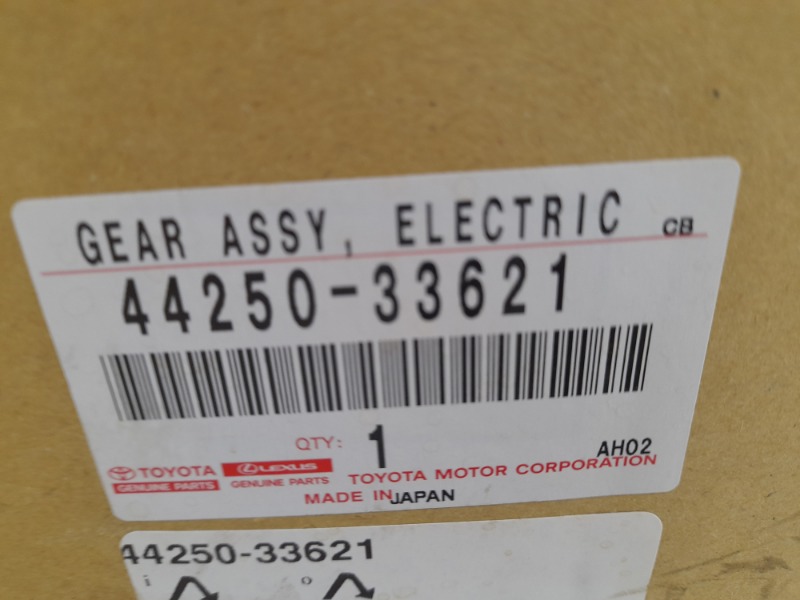 GEAR ASSY, ELECTRIC CB
44250-33621
QTY: 1
AH02
TOYOTA LEXUS TOYOTA MOTOR CORPORATION
GENUINE PARTS GENUINE PARTS
MADE IN JAPAN
44250-33621
i o